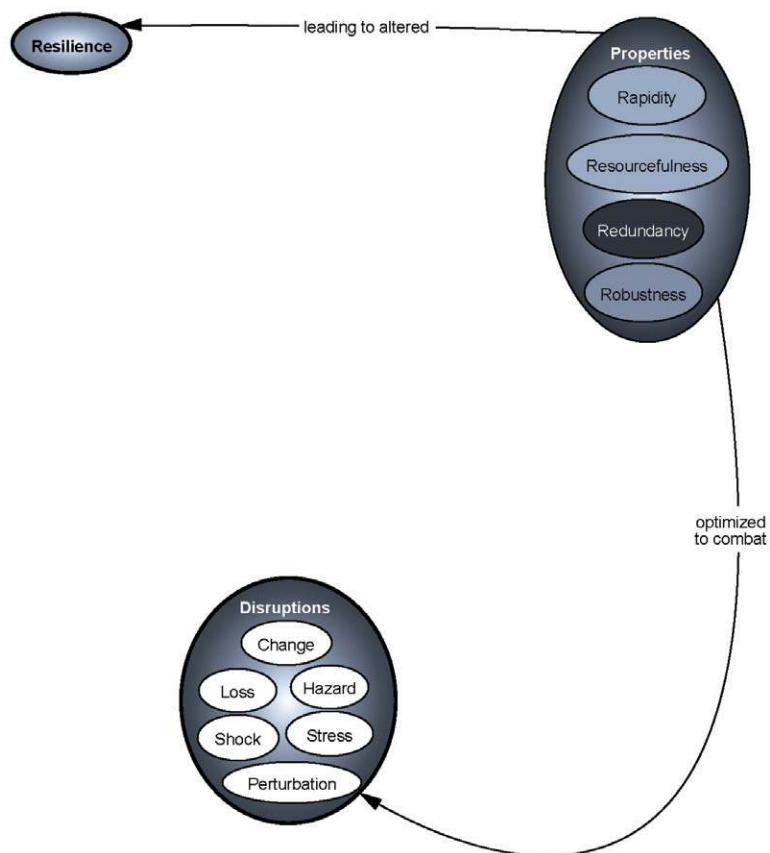 Resilience
leading to altered
Properties
Rapidity
Resourcefulness
Redundancy
Robustness
optimized
to combat
Disruptions
Change
Loss
Hazard
Shock
Stress
Perturbation